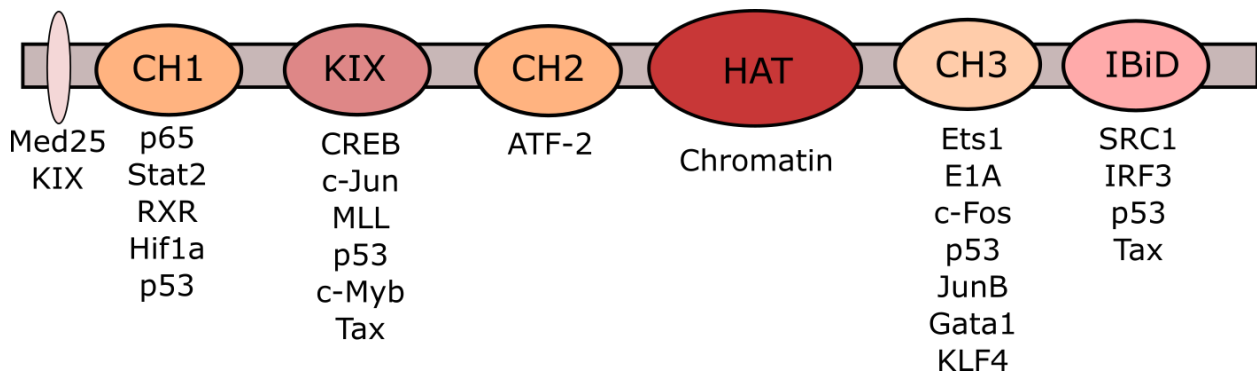 CH1
KIX
CH2
HAT
CH3
IBiD
Med25
KIX
p65
Stat2
RXR
Hif1a
p53
CREB
c-Jun
MLL
p53
c-Myb
Tax
ATF-2
Chromatin
Ets1
E1A
c-Fos
p53
JunB
Gata1
KLF4
SRC1
IRF3
p53
Tax